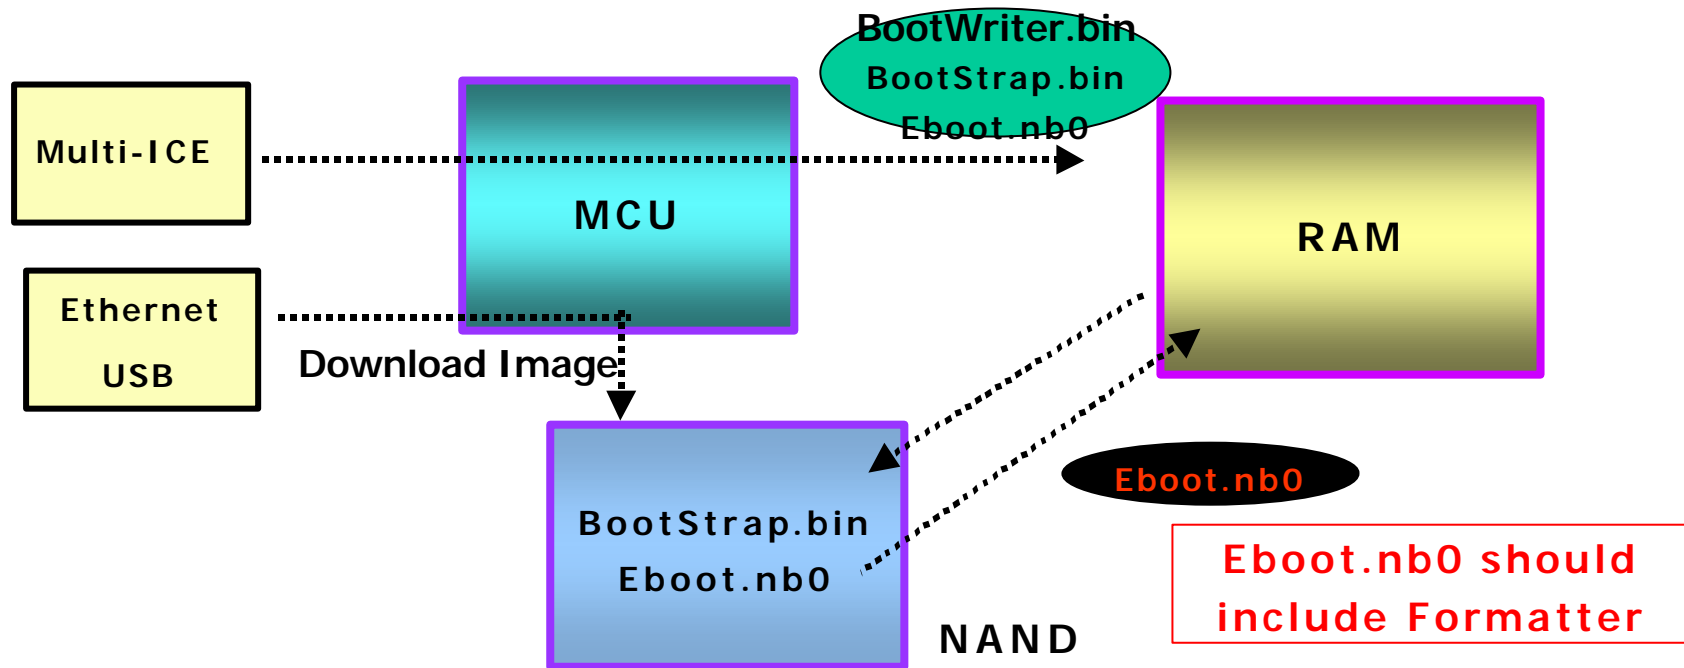 BootWriter.bin
BootStrap.bin
Eboot.nb0
Multi-ICE
MCU
RAM
Ethernet
USB
Download Image
BootStrap.bin
Eboot.nb0
NAND
Eboot.nb0
Eboot.nb0 should
include Formatter